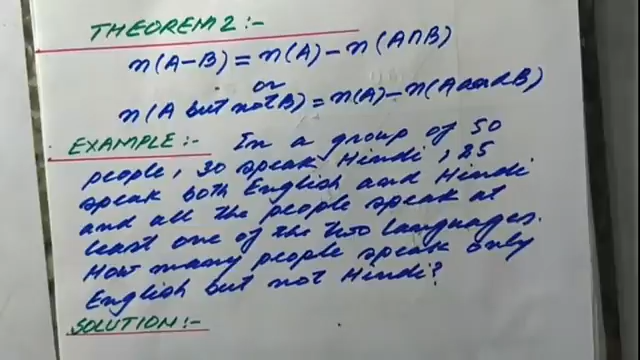 THEOREM 2 :-
n(A-B) = n(A) - n(A∩B)
or
n(A but not B) = n(A) - n(A and B)
EXAMPLE :- In a group of 50
people, 30 speak Hindi, 25
speak both English and Hindi
and all the people speak at
least one of the two languages.
How many people speak only
English but not Hindi?
SOLUTION :-